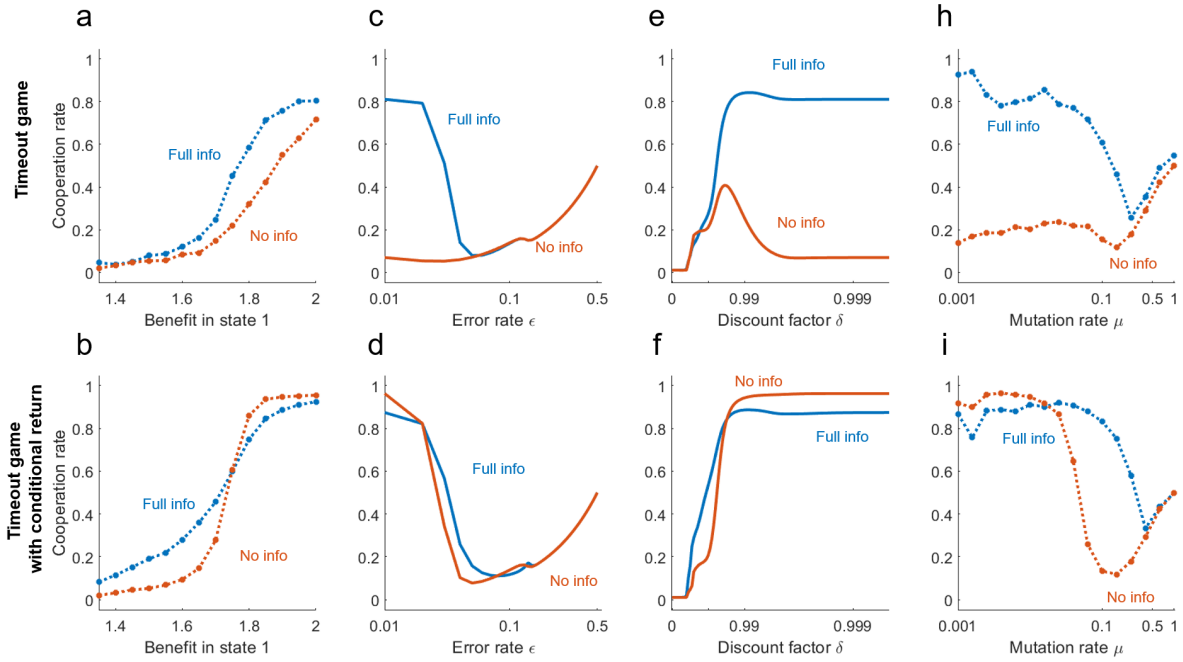 a
c
e
h
Timeout game
Cooperation rate
1
0.8
0.6
0.4
0.2
0
Full info
No info
1.4
1.6
1.8
2
Benefit in state 1
1
0.8
0.6
0.4
0.2
0
Full info
No info
0.01
0.1
0.5
Error rate ϵ
1
0.8
0.6
0.4
0.2
0
Full info
No info
0
0.99
0.999
Discount factor δ
1
0.8
0.6
0.4
0.2
0
Full info
No info
0.001
0.1
0.5
1
Mutation rate μ
b
d
f
i
Timeout game
with conditional return
Cooperation rate
1
0.8
0.6
0.4
0.2
0
Full info
No info
1.4
1.6
1.8
2
Benefit in state 1
1
0.8
0.6
0.4
0.2
0
Full info
No info
0.01
0.1
0.5
Error rate ϵ
1
0.8
0.6
0.4
0.2
0
No info
Full info
0
0.99
0.999
Discount factor δ
1
0.8
0.6
0.4
0.2
0
Full info
No info
0.001
0.1
0.5
1
Mutation rate μ